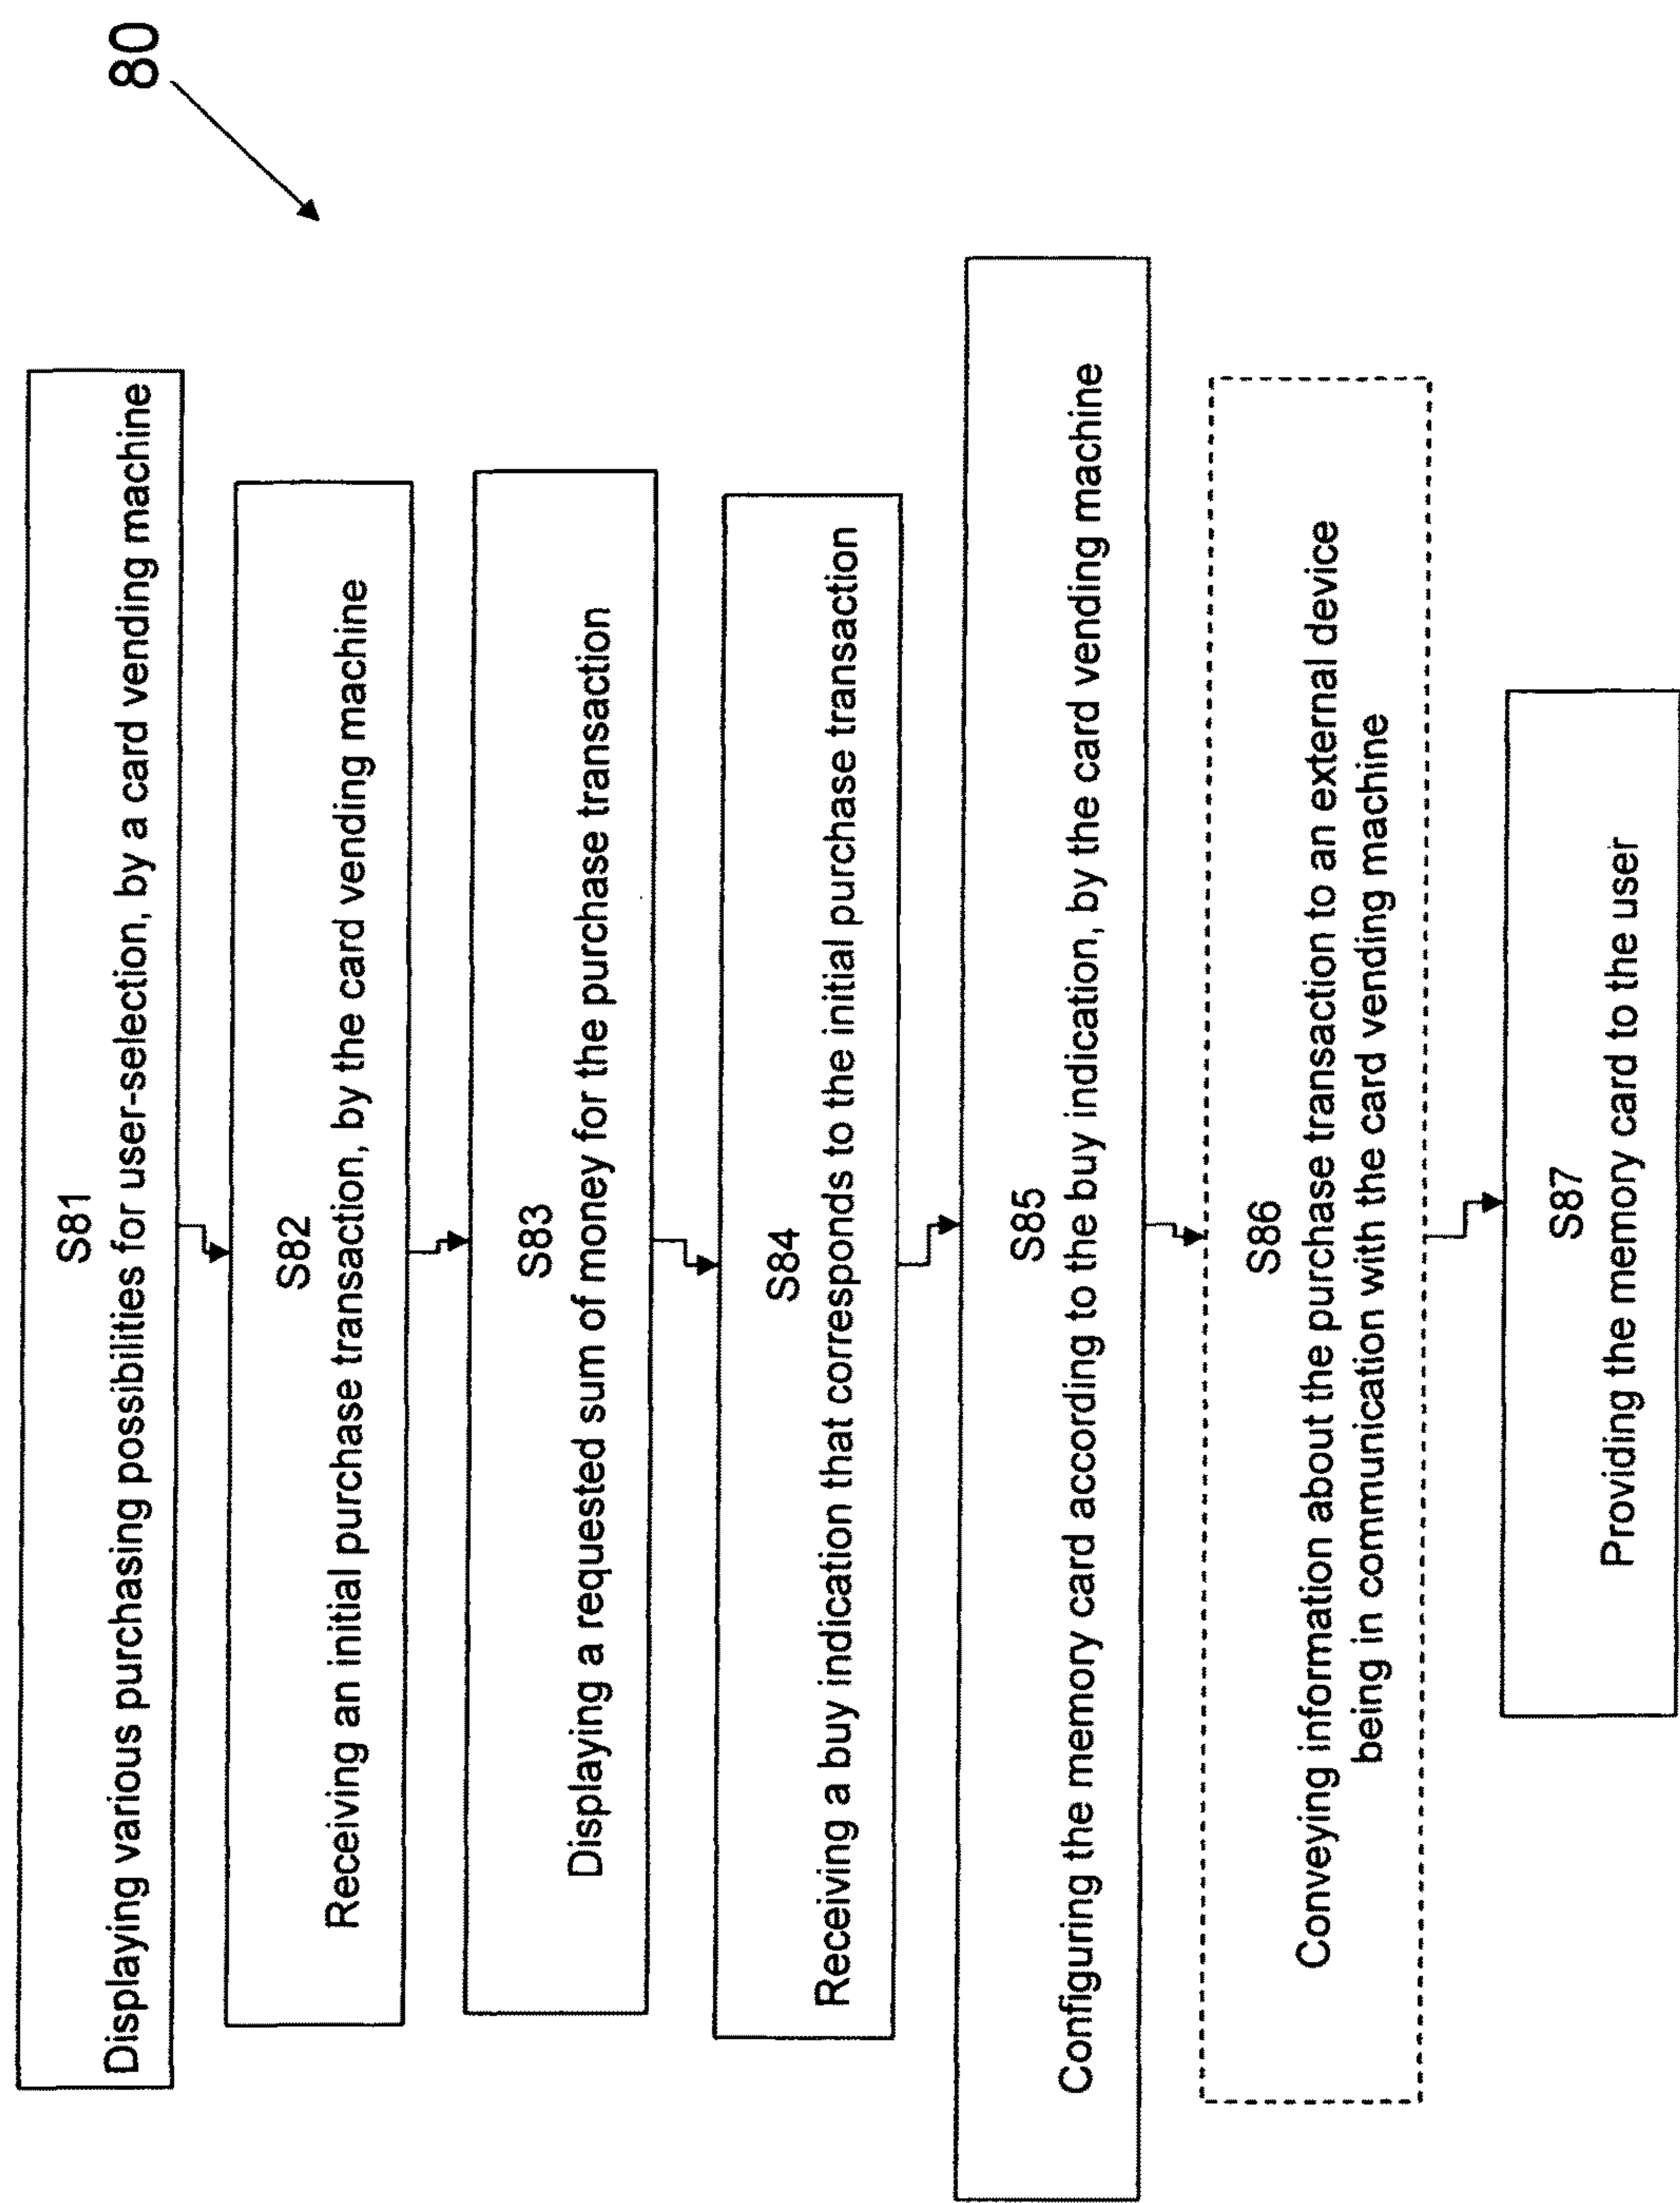 80
S81
Displaying various purchasing possibilities for user-selection, by a card vending machine
S82
Receiving an initial purchase transaction, by the card vending machine
S83
Displaying a requested sum of money for the purchase transaction
S84
Receiving a buy indication that corresponds to the initial purchase transaction
S85
Configuring the memory card according to the buy indication, by the card vending machine
S86
Conveying information about the purchase transaction to an external device
being in communication with the card vending machine
S87
Providing the memory card to the user